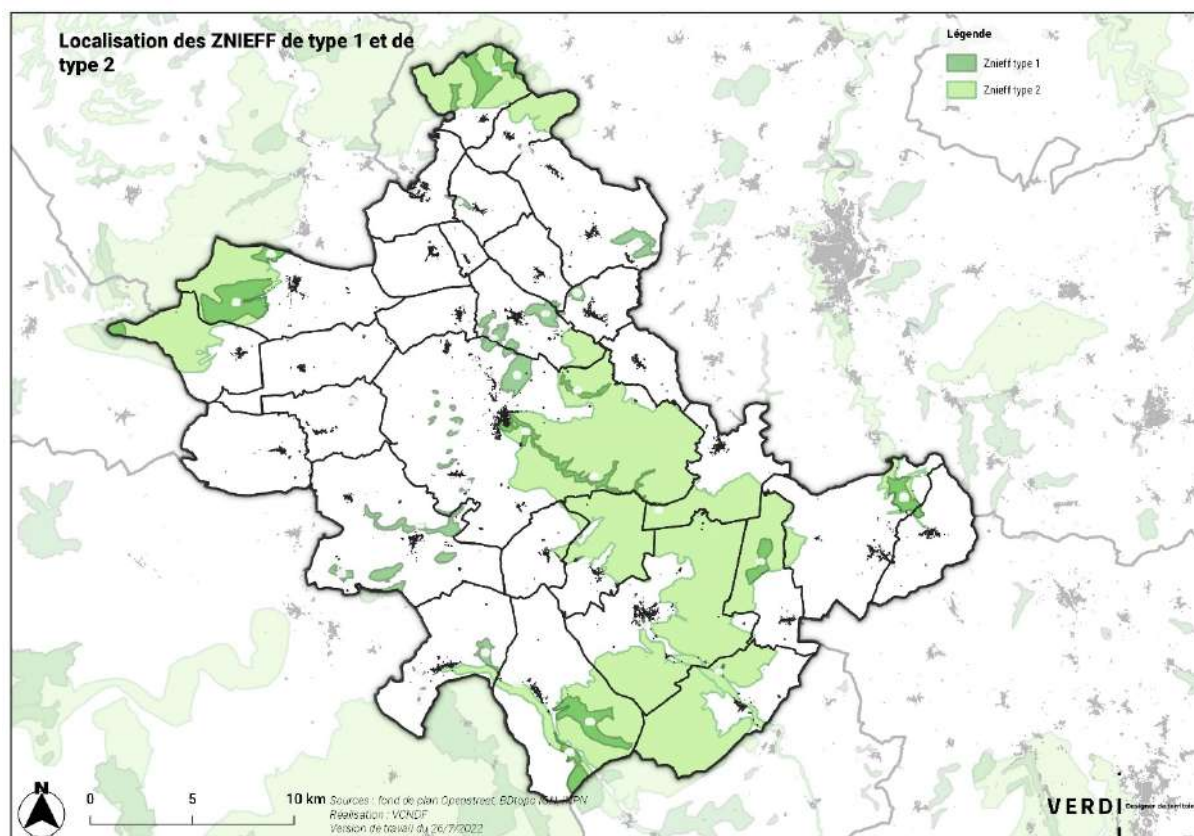 Localisation des ZNIEFF de type 1 et de
type 2
Légende
Znieff type 1
Znieff type 2
N
0 5 10 km
Sources : fond de plan Openstreet, BDtopo IGN, INPN
Réalisation : VCNDF
Version de travail du 26/7/2022
VERDI